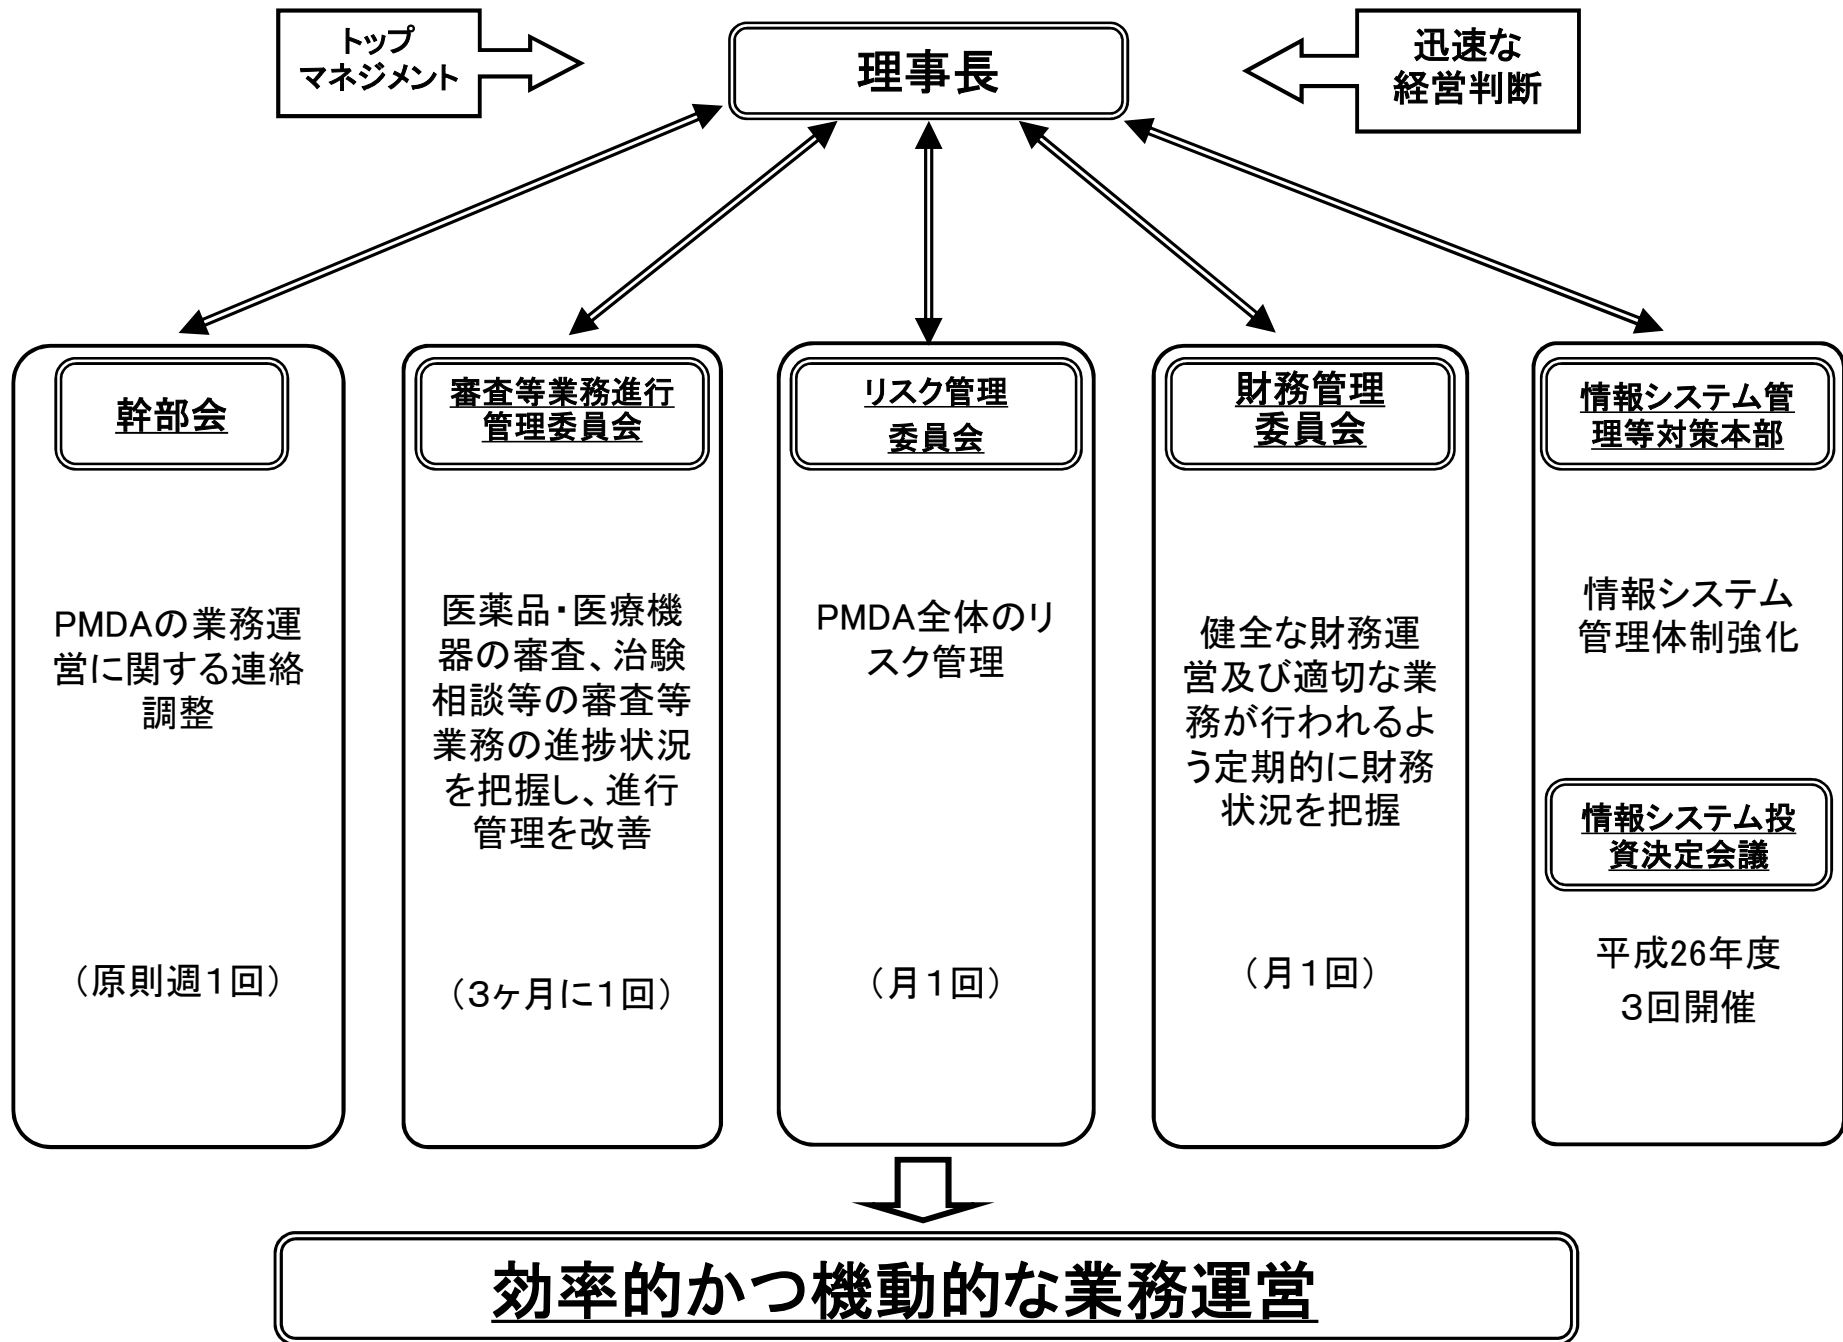 トップ
マネジメント
理事長
迅速な
経営判断
幹部会
PMDAの業務運
営に関する連絡
調整
（原則週１回）
審査等業務進行
管理委員会
医薬品・医療機
器の審査、治験
相談等の審査等
業務の進捗状況
を把握し、進行
管理を改善
（３ヶ月に１回）
リスク管理
委員会
PMDA全体のリ
スク管理
（月１回）
財務管理
委員会
健全な財務運
営及び適切な業
務が行われるよ
う定期的に財務
状況を把握
（月１回）
情報システム管
理等対策本部
情報システム
管理体制強化
情報システム投
資決定会議
平成26年度
３回開催
効率的かつ機動的な業務運営